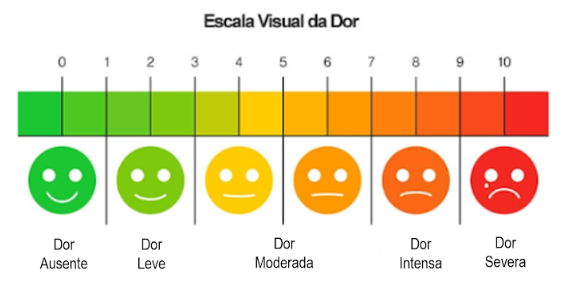 Escala Visual da Dor
0 1 2 3 4 5 6 7 8 9 10
Dor Ausente
Dor Leve
Dor Moderada
Dor Intensa
Dor Severa